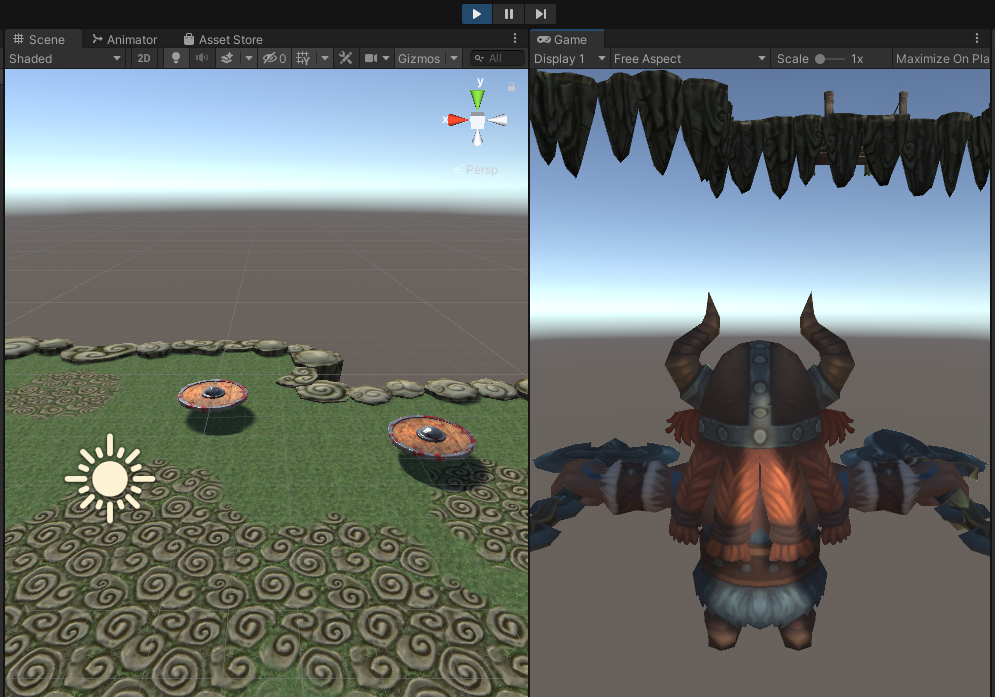 Scene Animator Asset Store
Game
Shaded 2D 0 Gizmos All
Display 1 Free Aspect Scale 1x Maximize On Pla
y
x
Persp